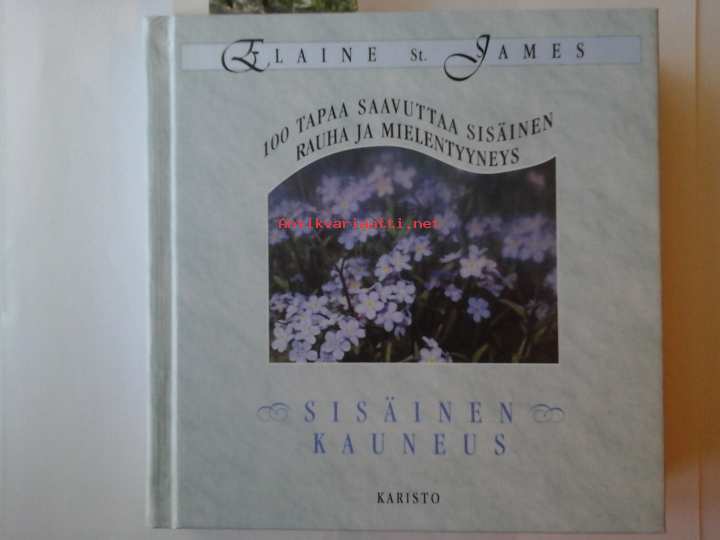 ELAINE St. JAMES
100 TAPAA SAAVUTTAA SISÄINEN
RAUHA JA MIELENTYYNEYS
Antikvariaatti.net
SISÄINEN
KAUNEUS
KARISTO